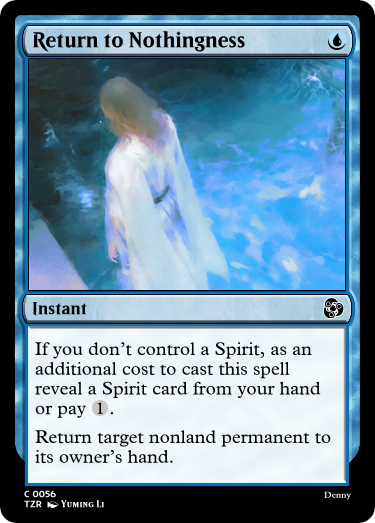 Return to Nothingness
Instant
If you don't control a Spirit, as an
additional cost to cast this spell
reveal a Spirit card from your hand
or pay 1.
Return target nonland permanent to
its owner's hand.
C 0056
TZR Yuming Li
Denny